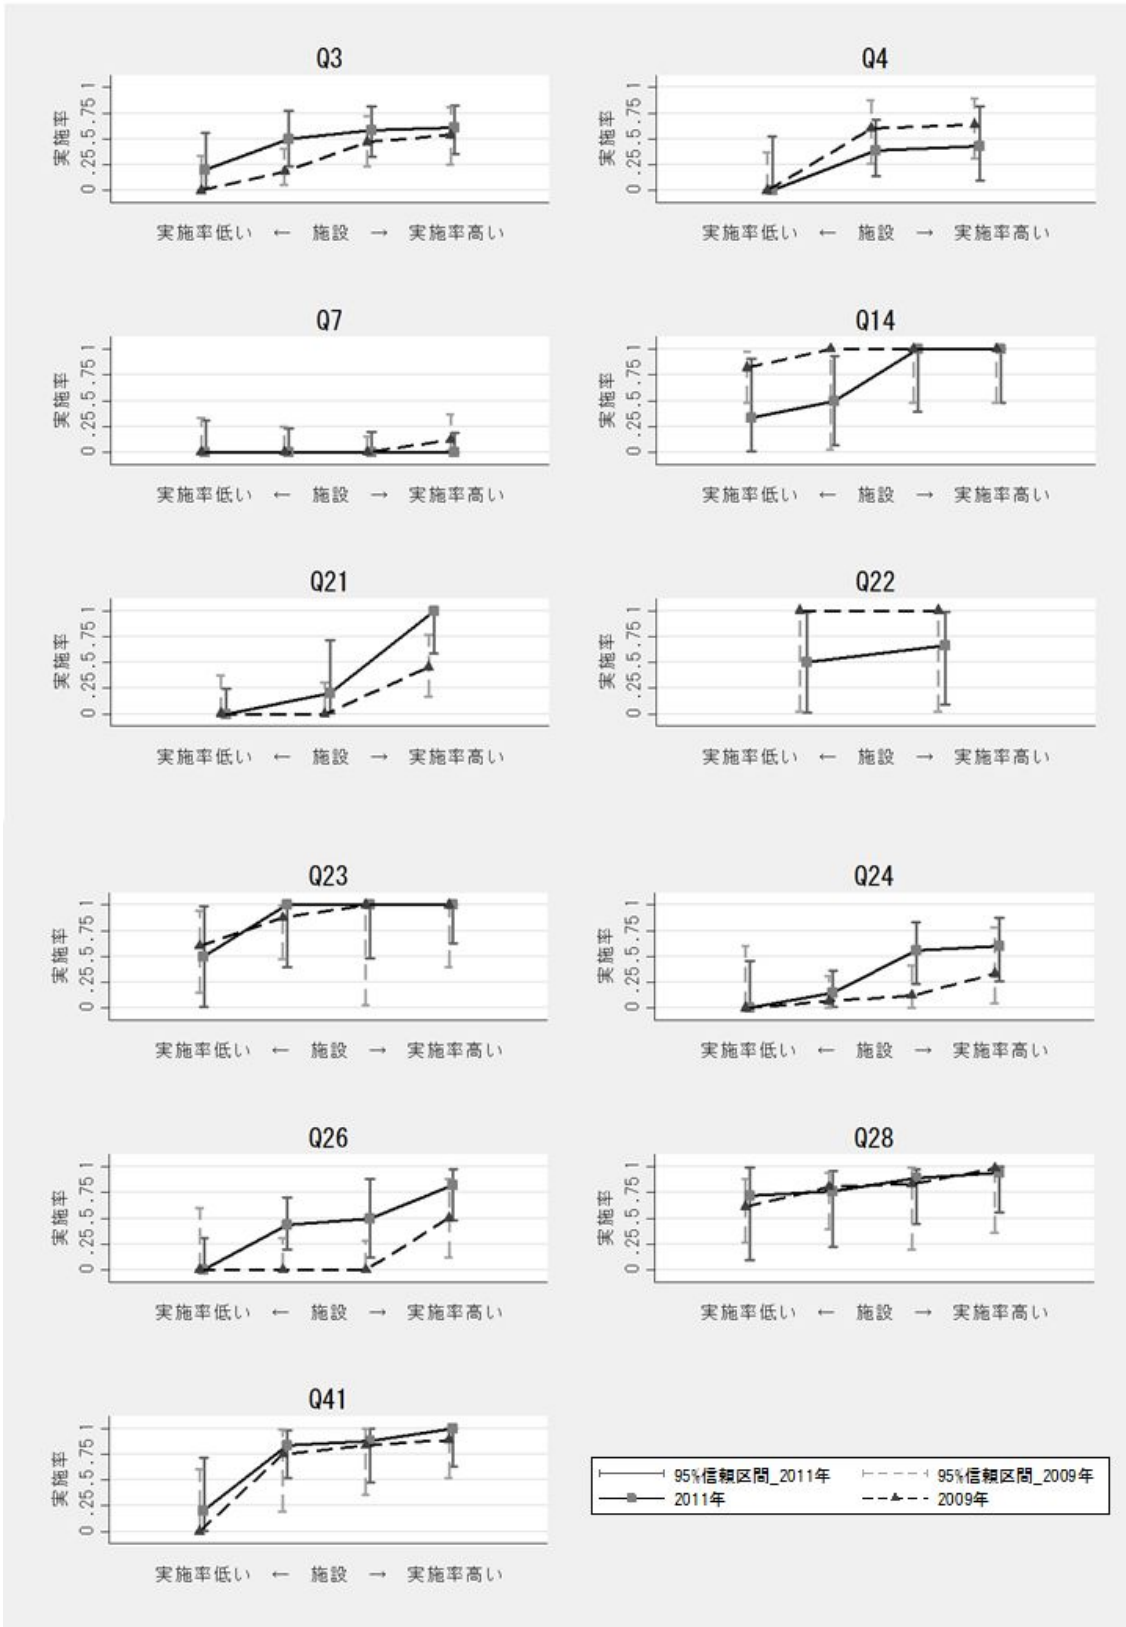 Q3
実施率
0 .25 .5 .75 1
実施率低い ← 施設 → 実施率高い
Q4
実施率
0 .25 .5 .75 1
実施率低い ← 施設 → 実施率高い
Q7
実施率
0 .25 .5 .75 1
実施率低い ← 施設 → 実施率高い
Q14
実施率
0 .25 .5 .75 1
実施率低い ← 施設 → 実施率高い
Q21
実施率
0 .25 .5 .75 1
実施率低い ← 施設 → 実施率高い
Q22
実施率
0 .25 .5 .75 1
実施率低い ← 施設 → 実施率高い
Q23
実施率
0 .25 .5 .75 1
実施率低い ← 施設 → 実施率高い
Q24
実施率
0 .25 .5 .75 1
実施率低い ← 施設 → 実施率高い
Q26
実施率
0 .25 .5 .75 1
実施率低い ← 施設 → 実施率高い
Q28
実施率
0 .25 .5 .75 1
実施率低い ← 施設 → 実施率高い
Q41
実施率
0 .25 .5 .75 1
実施率低い ← 施設 → 実施率高い
95%信頼区間_2011年 95%信頼区間_2009年
2011年 2009年